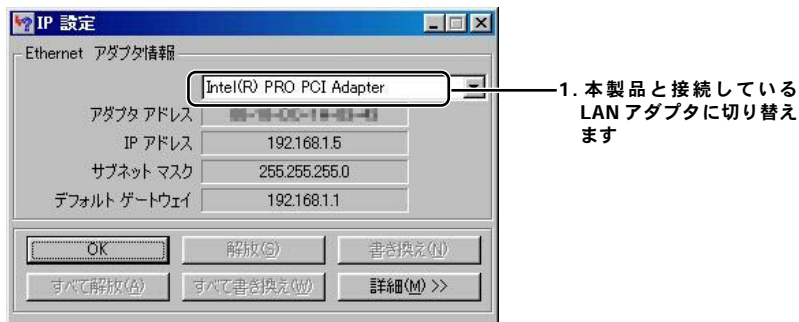 IP 設定
Ethernet アダプタ情報
Intel(R) PRO PCI Adapter
アダプタ アドレス
IP アドレス 192.168.1.5
サブネット マスク 255.255.255.0
デフォルト ゲートウェイ 192.168.1.1
OK 解放(S) 書き換え(N)
すべて解放(A) すべて書き換え(W) 詳細(M) >>
1. 本製品と接続している
LAN アダプタに切り替え
ます